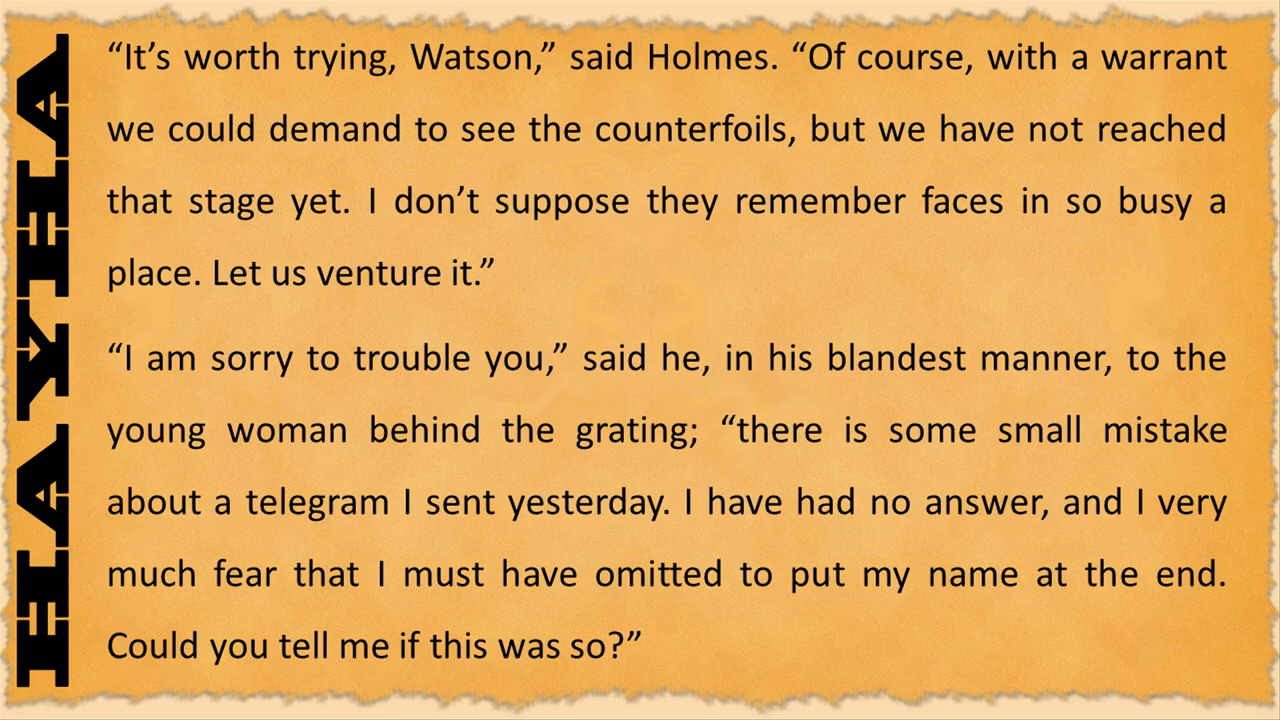 HAYHA
“It’s worth trying, Watson,” said Holmes. “Of course, with a warrant
we could demand to see the counterfoils, but we have not reached
that stage yet. I don’t suppose they remember faces in so busy a
place. Let us venture it.”
“I am sorry to trouble you,” said he, in his blandest manner, to the
young woman behind the grating; “there is some small mistake
about a telegram I sent yesterday. I have had no answer, and I very
much fear that I must have omitted to put my name at the end.
Could you tell me if this was so?”